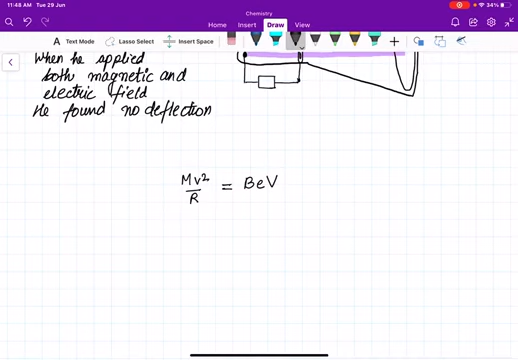 11:48 AM Tue 29 Jun
34%
Chemistry
Home Insert Draw View
Text Mode Lasso Select Insert Space
When he applied
both magnetic and
electric field
He found no deflection
Mv²/R = BeV